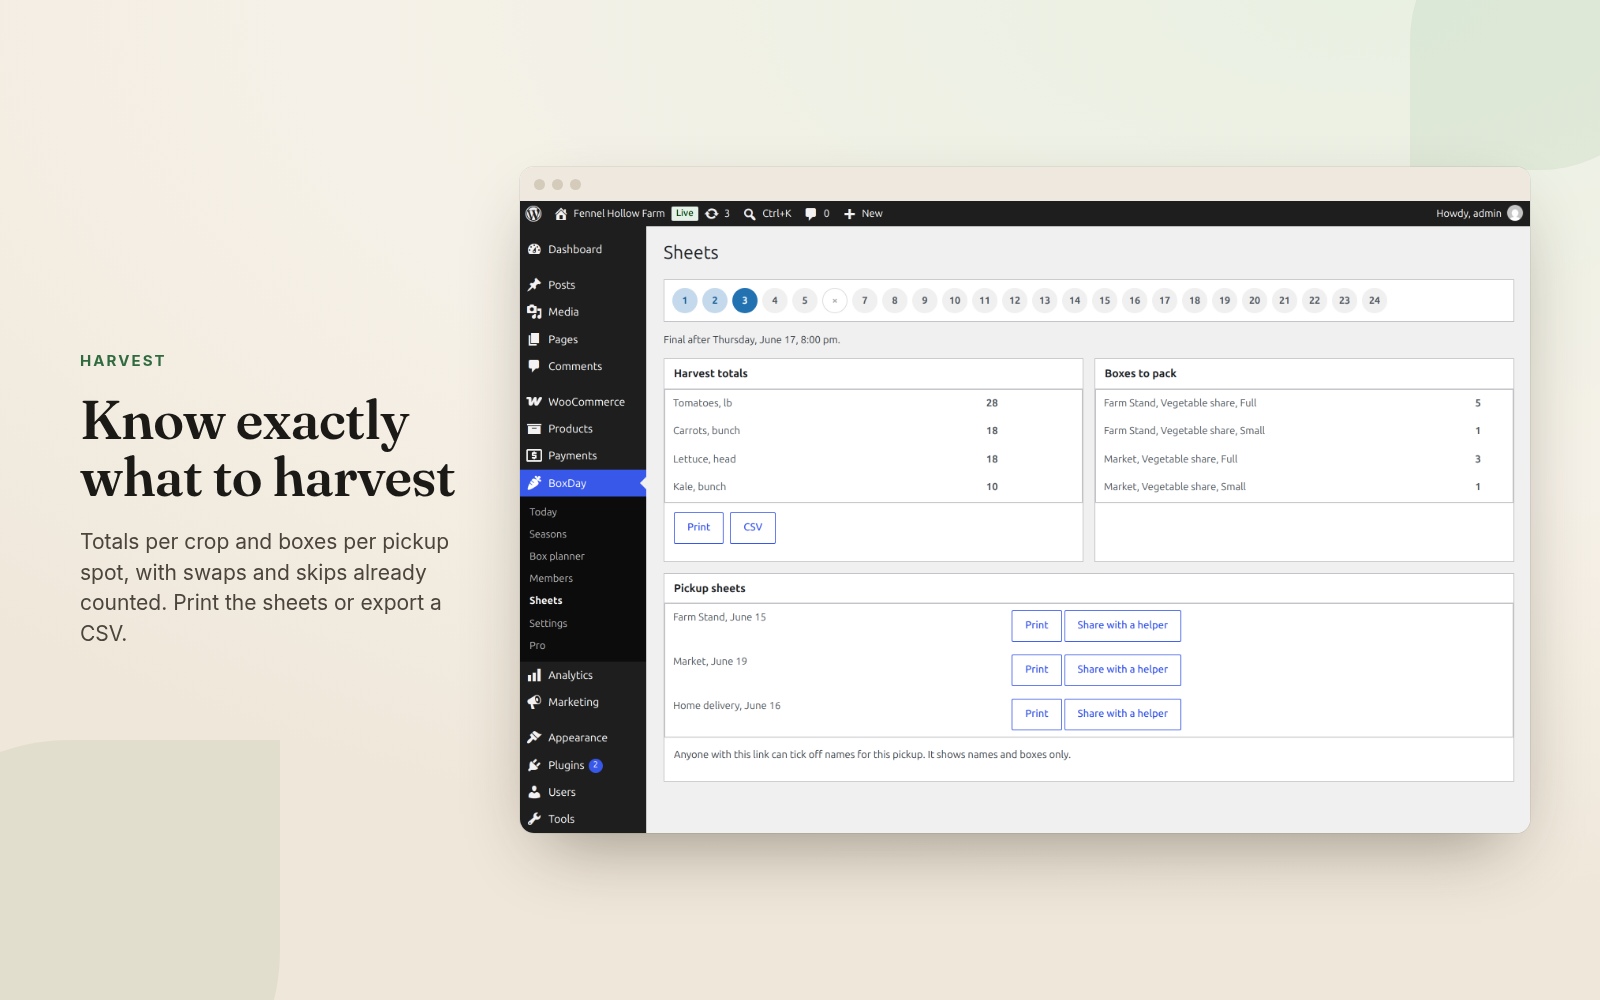 HARVEST
Know exactly
what to harvest
Totals per crop and boxes per pickup
spot, with swaps and skips already
counted. Print the sheets or export a
CSV.
Fennel Hollow Farm Live 3 Ctrl+K 0 New Howdy, admin
Dashboard
Posts
Media
Pages
Comments
WooCommerce
Products
Payments
BoxDay
Today
Seasons
Box planner
Members
Sheets
Settings
Pro
Analytics
Marketing
Appearance
Plugins 2
Users
Tools
Sheets
1 2 3 4 5 × 7 8 9 10 11 12 13 14 15 16 17 18 19 20 21 22 23 24
Final after Thursday, June 17, 8:00 pm.
Harvest totals
Tomatoes, lb 28
Carrots, bunch 18
Lettuce, head 18
Kale, bunch 10
Print CSV
Boxes to pack
Farm Stand, Vegetable share, Full 5
Farm Stand, Vegetable share, Small 1
Market, Vegetable share, Full 3
Market, Vegetable share, Small 1
Pickup sheets
Farm Stand, June 15 Print Share with a helper
Market, June 19 Print Share with a helper
Home delivery, June 16 Print Share with a helper
Anyone with this link can tick off names for this pickup. It shows names and boxes only.